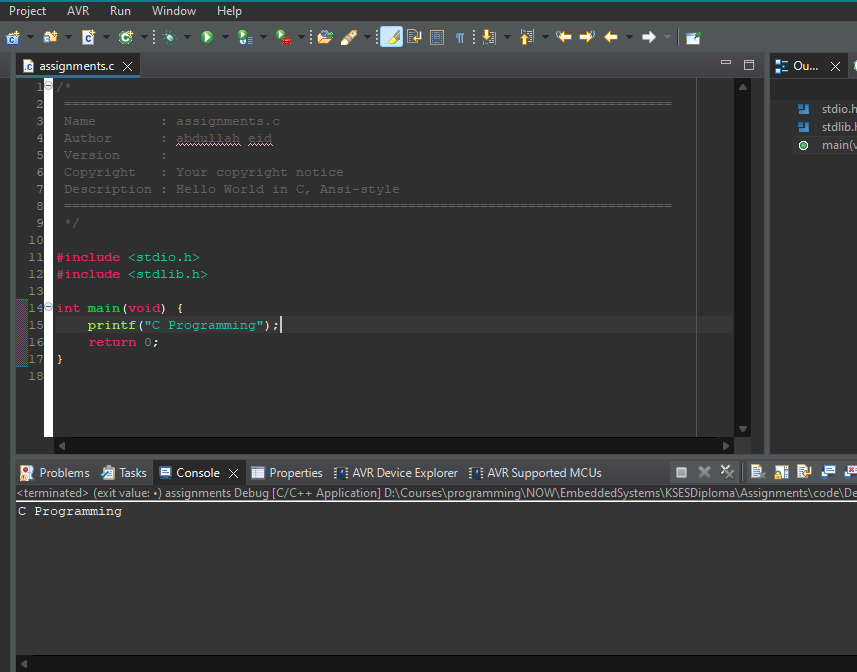 Project AVR Run Window Help
assignments.c
Ou...
1 /*
2 ============================================================================
3 Name : assignments.c
4 Author : abdullah eid
5 Version :
6 Copyright : Your copyright notice
7 Description : Hello World in C, Ansi-style
8 ============================================================================
9 */
10
11 #include <stdio.h>
12 #include <stdlib.h>
13
14 int main(void) {
15 printf("C Programming");
16 return 0;
17 }
18
stdio.h
stdlib.h
main(v
Problems Tasks Console Properties AVR Device Explorer AVR Supported MCUs
<terminated> (exit value: •) assignments Debug [C/C++ Application] D:\Courses\programming\NOW\EmbeddedSystems\KSESDiploma\Assignments\code\De
C Programming